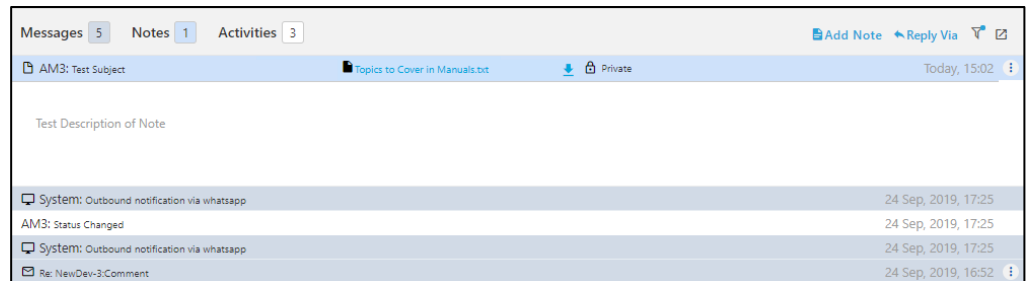 Messages 5 Notes 1 Activities 3 Add Note Reply Via
AM3: Test Subject Topics to Cover in Manuals.txt Private Today, 15:02
Test Description of Note
System: Outbound notification via whatsapp 24 Sep, 2019, 17:25
AM3: Status Changed 24 Sep, 2019, 17:25
System: Outbound notification via whatsapp 24 Sep, 2019, 17:25
Re: NewDev-3:Comment 24 Sep, 2019, 16:52